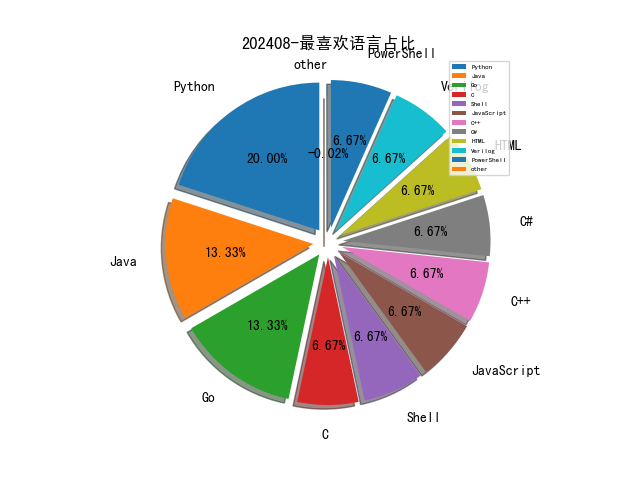 202408-最喜欢语言占比
other
PowerShell
Verilog
HTML
C#
C++
JavaScript
Shell
C
Go
Java
Python
20.00%
13.33%
13.33%
6.67%
6.67%
6.67%
6.67%
6.67%
6.67%
6.67%
6.67%
-0.02%
Python
Java
Go
C
Shell
JavaScript
C++
C#
HTML
Verilog
PowerShell
other